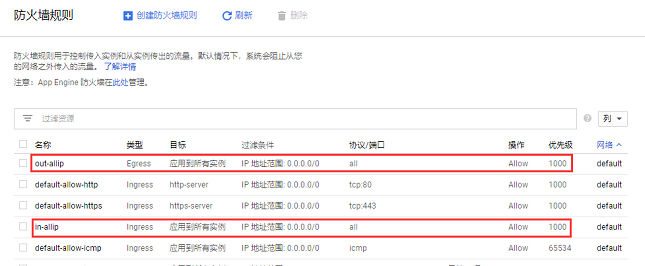 防火墙规则 创建防火墙规则 刷新 删除
防火墙规则用于控制传入实例和从实例传出的流量。默认情况下，系统会阻止从您
的网络之外传入的流量。 了解详情
注意：App Engine 防火墙在此处管理。
过滤资源 列
名称 类型 目标 过滤条件 协议/端口 操作 优先级 网络
out-allip Egress 应用到所有实例 IP 地址范围: 0.0.0.0/0 all Allow 1000 default
default-allow-http Ingress http-server IP 地址范围: 0.0.0.0/0 tcp:80 Allow 1000 default
default-allow-https Ingress https-server IP 地址范围: 0.0.0.0/0 tcp:443 Allow 1000 default
in-allip Ingress 应用到所有实例 IP 地址范围: 0.0.0.0/0 all Allow 1000 default
default-allow-icmp Ingress 应用到所有实例 IP 地址范围: 0.0.0.0/0 icmp Allow 65534 default